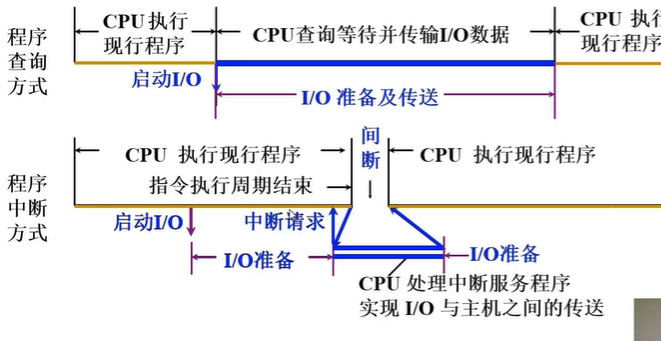 程序
查询
方式
CPU 执行
现行程序
CPU查询等待并传输I/O数据
CPU 执行
现行程序
启动I/O
I/O 准备及传送
程序
中断
方式
CPU 执行现行程序
间
断
CPU 执行现行程序
指令执行周期结束
启动I/O
中断请求
I/O准备
I/O准备
CPU 处理中断服务程序
实现 I/O 与主机之间的传送